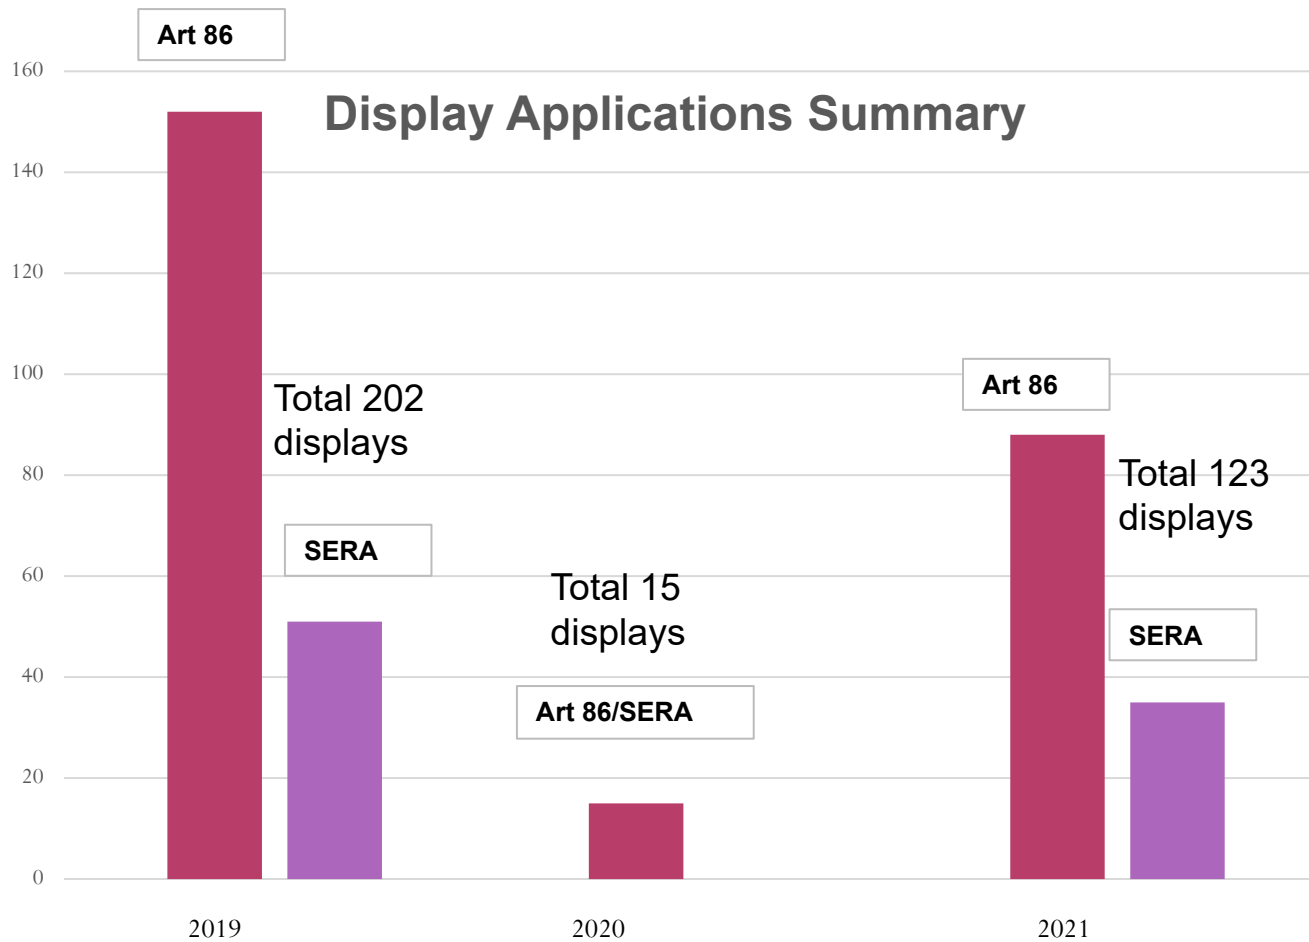 Art 86
160
Display Applications Summary
140
120
100
Art 86
Total 202
displays
80
Total 123
displays
SERA
60
Total 15
displays
SERA
40
Art 86/SERA
20
0
2019
2020
2021